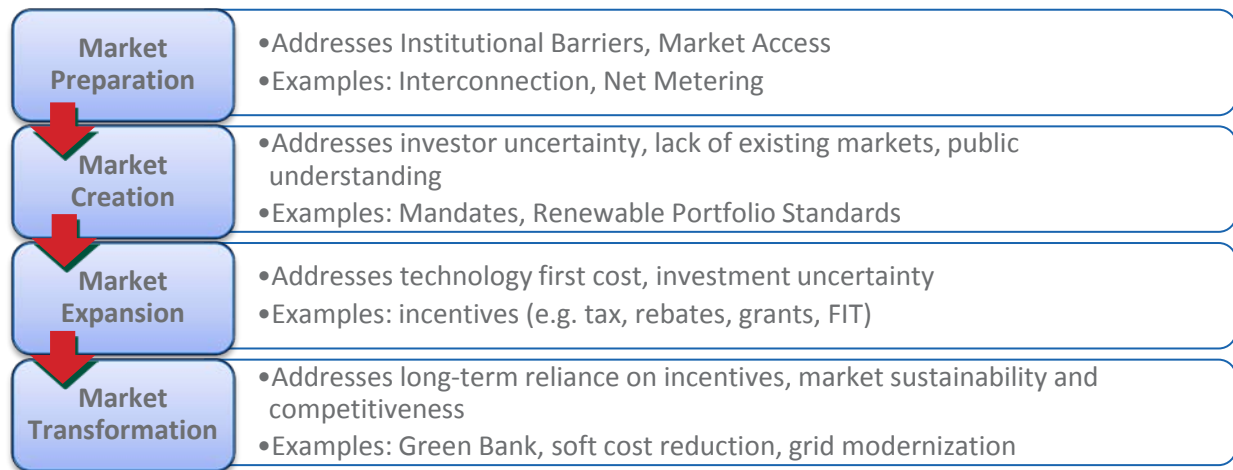 Market
Preparation
•Addresses Institutional Barriers, Market Access
•Examples: Interconnection, Net Metering
Market
Creation
•Addresses investor uncertainty, lack of existing markets, public
understanding
•Examples: Mandates, Renewable Portfolio Standards
Market
Expansion
•Addresses technology first cost, investment uncertainty
•Examples: incentives (e.g. tax, rebates, grants, FIT)
Market
Transformation
•Addresses long-term reliance on incentives, market sustainability and
competitiveness
•Examples: Green Bank, soft cost reduction, grid modernization